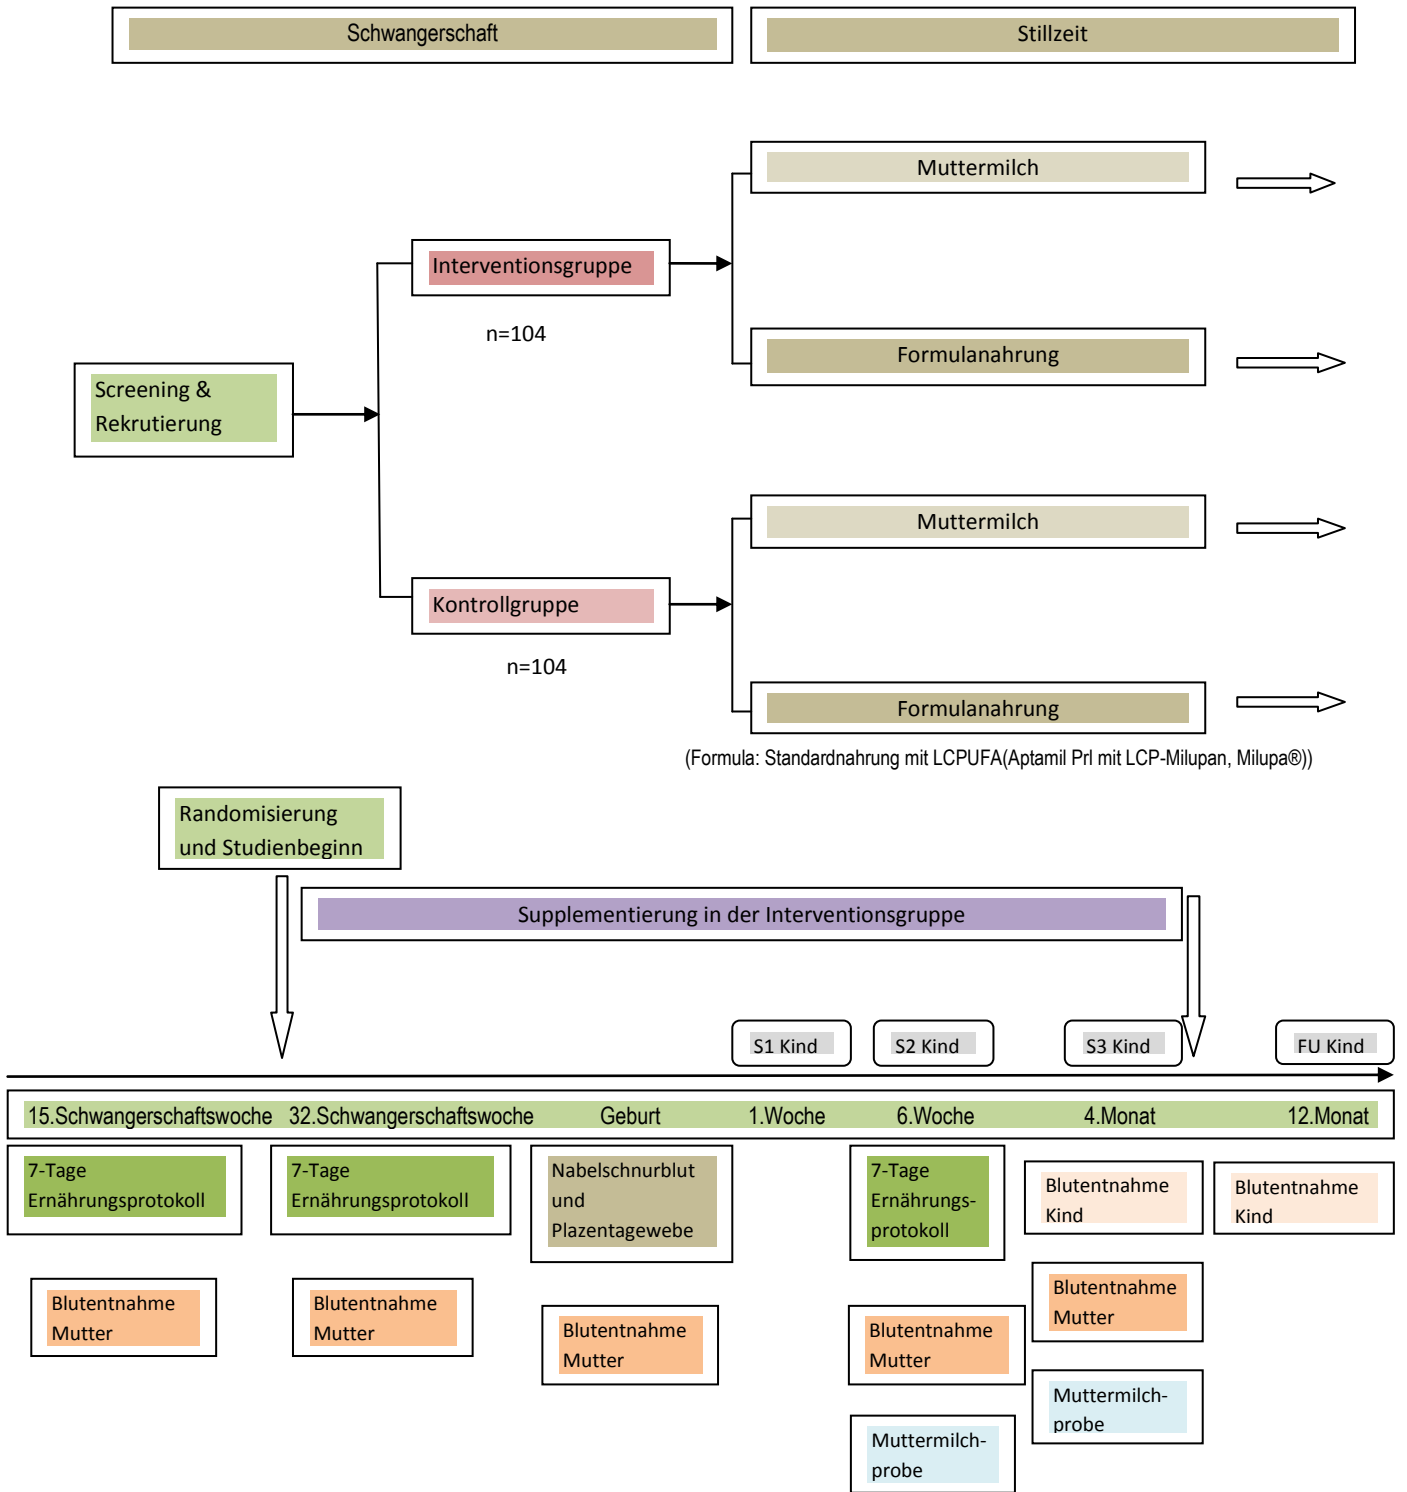 Schwangerschaft
Stillzeit
Muttermilch
Interventionsgruppe
n=104
Formulanahrung
Screening &
Rekrutierung
Muttermilch
Kontrollgruppe
n=104
Formulanahrung
(Formula: Standardnahrung mit LCPUFA(Aptamil PrI mit LCP-Milupan, Milupa®))
Randomisierung
und Studienbeginn
Supplementierung in der Interventionsgruppe
S1 Kind
S2 Kind
S3 Kind
FU Kind
15.Schwangerschaftswoche
32.Schwangerschaftswoche
Geburt
1.Woche
6.Woche
4.Monat
12.Monat
7-Tage
Ernährungsprotokoll
7-Tage
Ernährungsprotokoll
Nabelschnurblut
und
Plazentagewebe
7-Tage
Ernährungs-
protokoll
Blutentnahme
Kind
Blutentnahme
Kind
Blutentnahme
Mutter
Blutentnahme
Mutter
Blutentnahme
Mutter
Blutentnahme
Mutter
Blutentnahme
Mutter
Muttermilch-
probe
Muttermilch-
probe